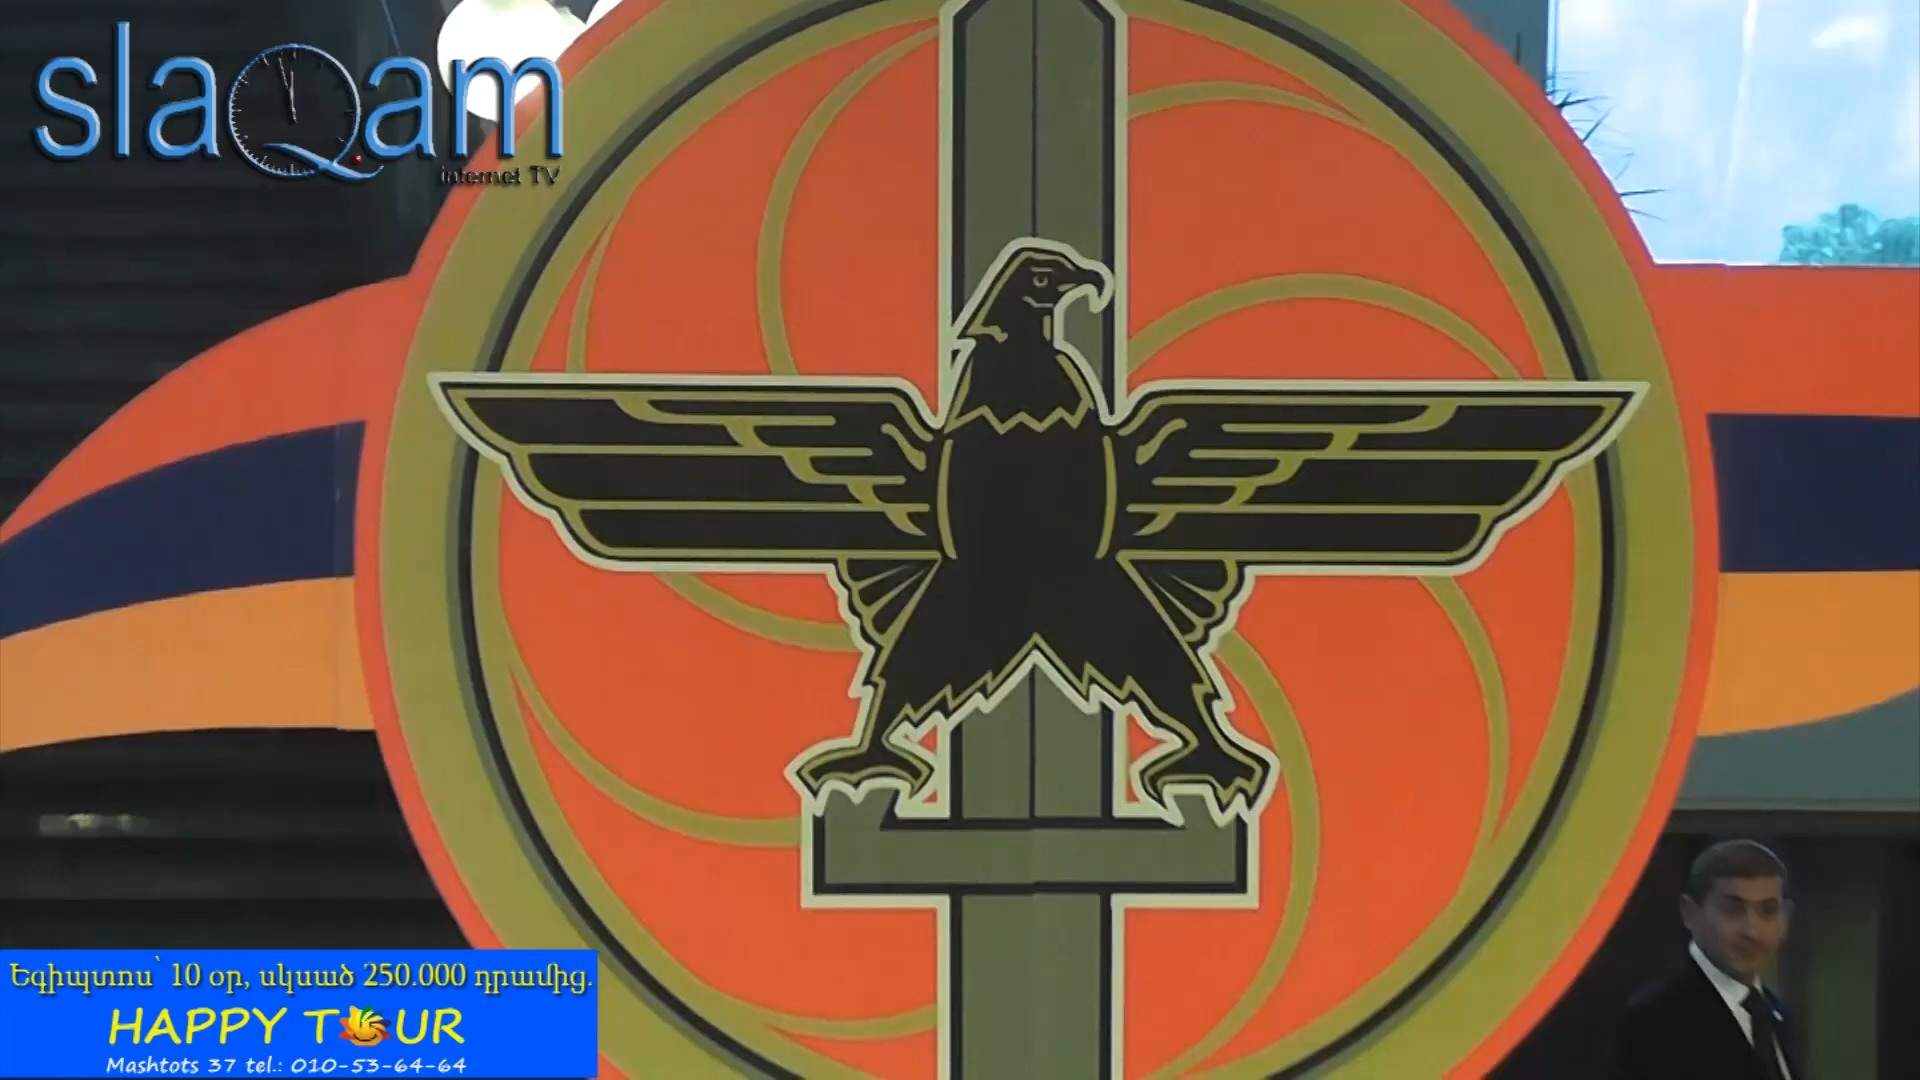 slaQam
internet TV
Եգիպտոս՝ 10 օր, սկսած 250.000 դրամից.
HAPPY TOUR
Mashtots 37 tel.: 010-53-64-64